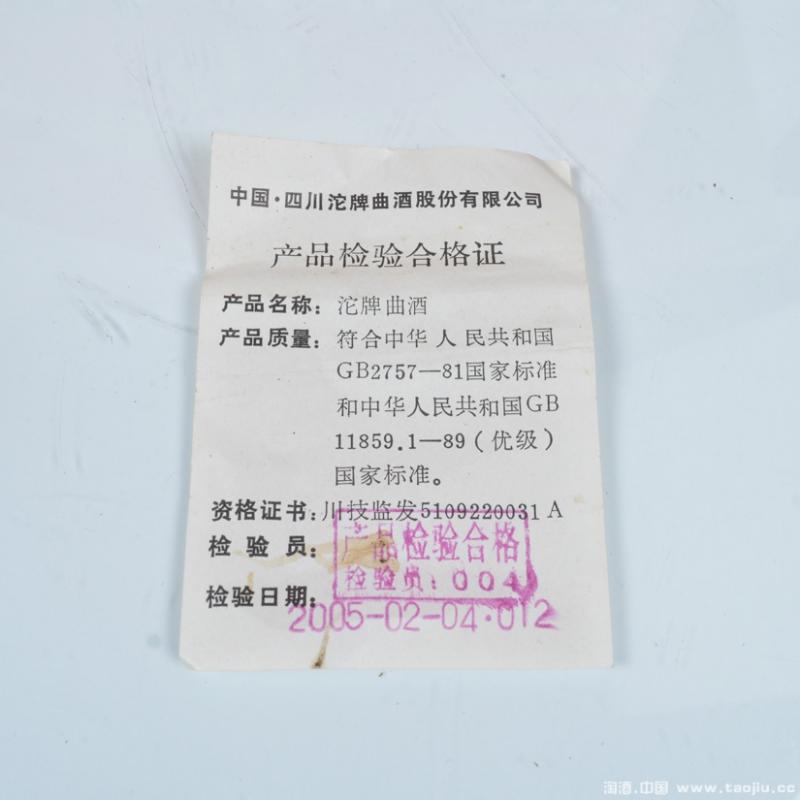 中国·四川沱牌曲酒股份有限公司
产品检验合格证
产品名称：沱牌曲酒
产品质量：符合中华人民共和国
GB2757—81国家标准
和中华人民共和国GB
11859.1—89（优级）
国家标准。
资格证书：川技监发5109220031 A
检验员：
产品检验合格
检验员：004
检验日期：
2005-02-04·012
淘酒.中国 www.taojiu.cc